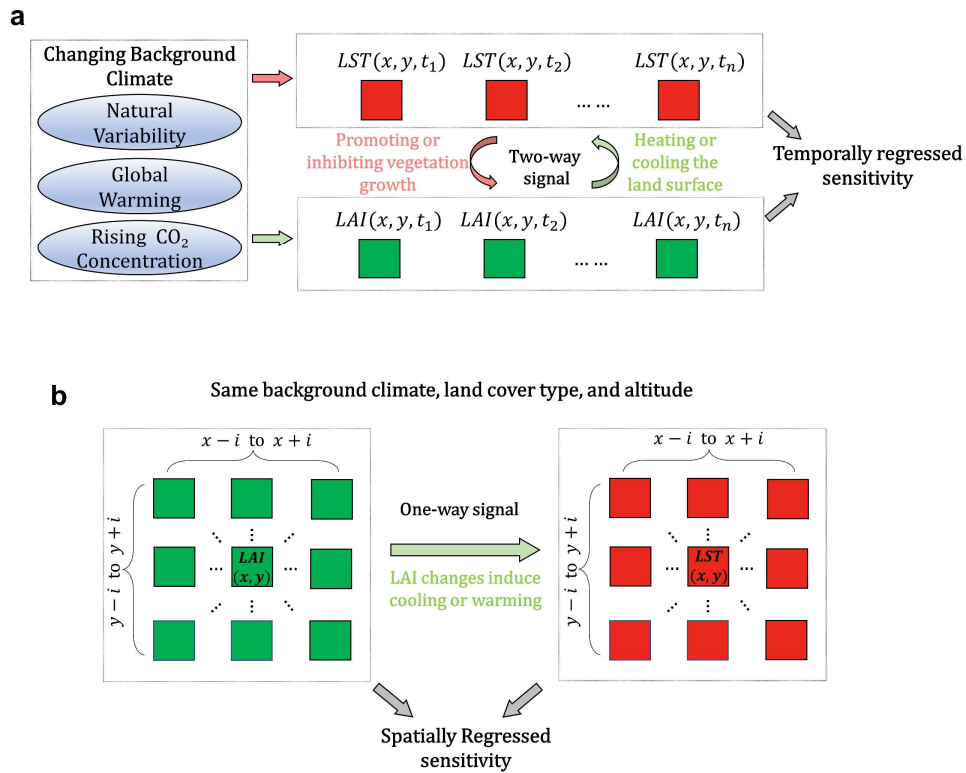 a
Changing Background
Climate
Natural
Variability
Global
Warming
Rising CO₂
Concentration
LST(x, y, t₁) LST(x, y, t₂) LST(x, y, tₙ)
... ...
Promoting or
inhibiting vegetation
growth
Two-way
signal
Heating or
cooling the
land surface
LAI(x, y, t₁) LAI(x, y, t₂) LAI(x, y, tₙ)
... ...
Temporally regressed
sensitivity
b
Same background climate, land cover type, and altitude
x − i to x + i
y − i to y + i
LAI
(x, y)
One-way signal
LAI changes induce
cooling or warming
x − i to x + i
y − i to y + i
LST
(x, y)
Spatially Regressed
sensitivity